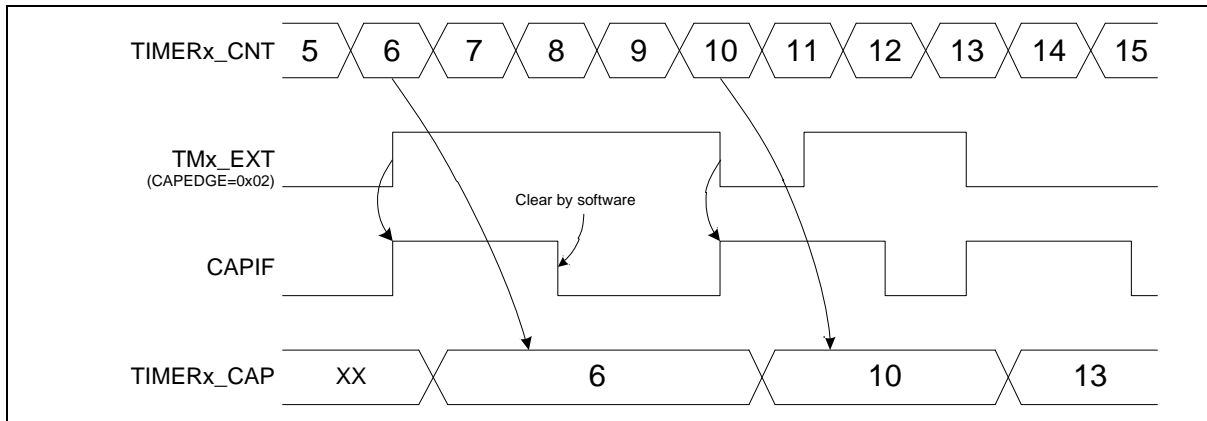 TIMERx_CNT 5 6 7 8 9 10 11 12 13 14 15
TMx_EXT
(CAPEDGE=0x02)
Clear by software
CAPIF
TIMERx_CAP XX 6 10 13